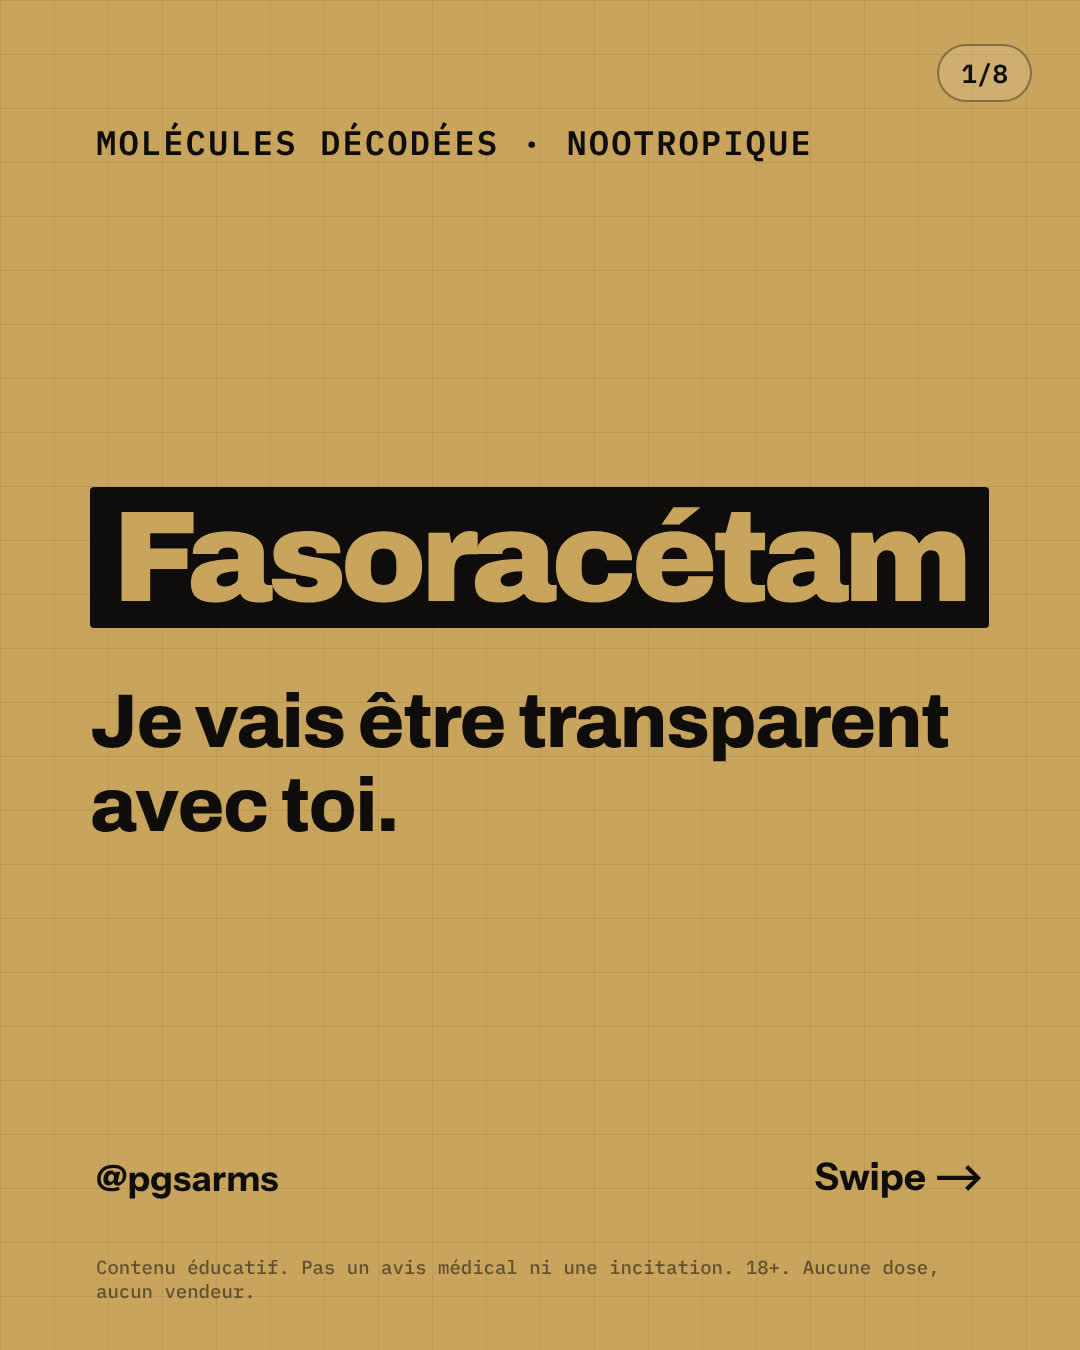 1/8
MOLÉCULES DÉCODÉES · NOOTROPIQUE
Fasoracétam
Je vais être transparent
avec toi.
@pgsarms
Swipe →
Contenu éducatif. Pas un avis médical ni une incitation. 18+. Aucune dose,
aucun vendeur.